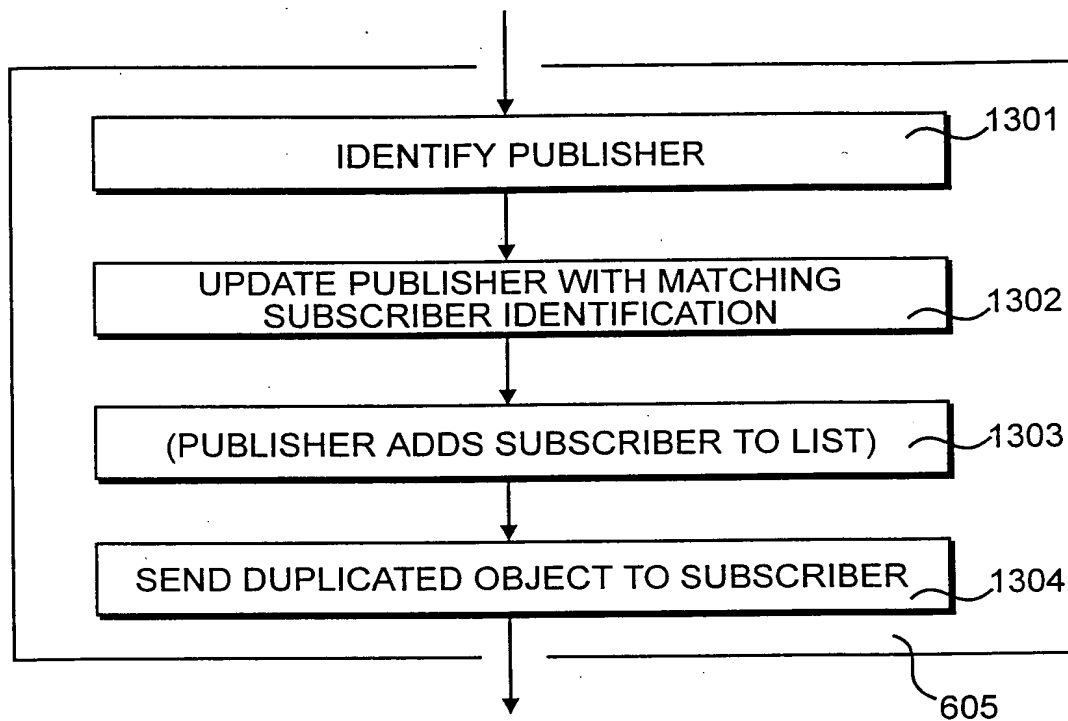 IDENTIFY PUBLISHER
1301
UPDATE PUBLISHER WITH MATCHING
SUBSCRIBER IDENTIFICATION
1302
(PUBLISHER ADDS SUBSCRIBER TO LIST)
1303
SEND DUPLICATED OBJECT TO SUBSCRIBER
1304
605